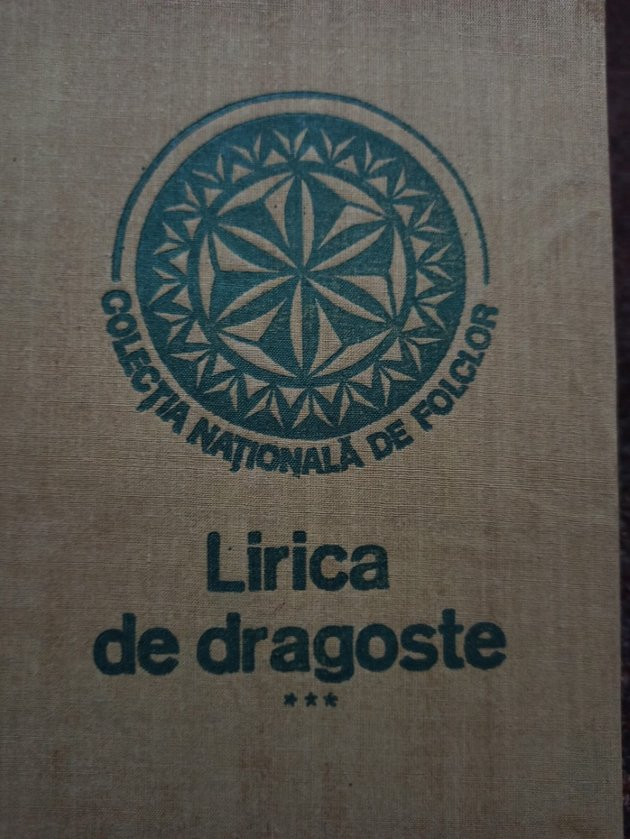 COLECȚIA NAȚIONALĂ DE FOLCLOR
Lirica
de dragoste
***